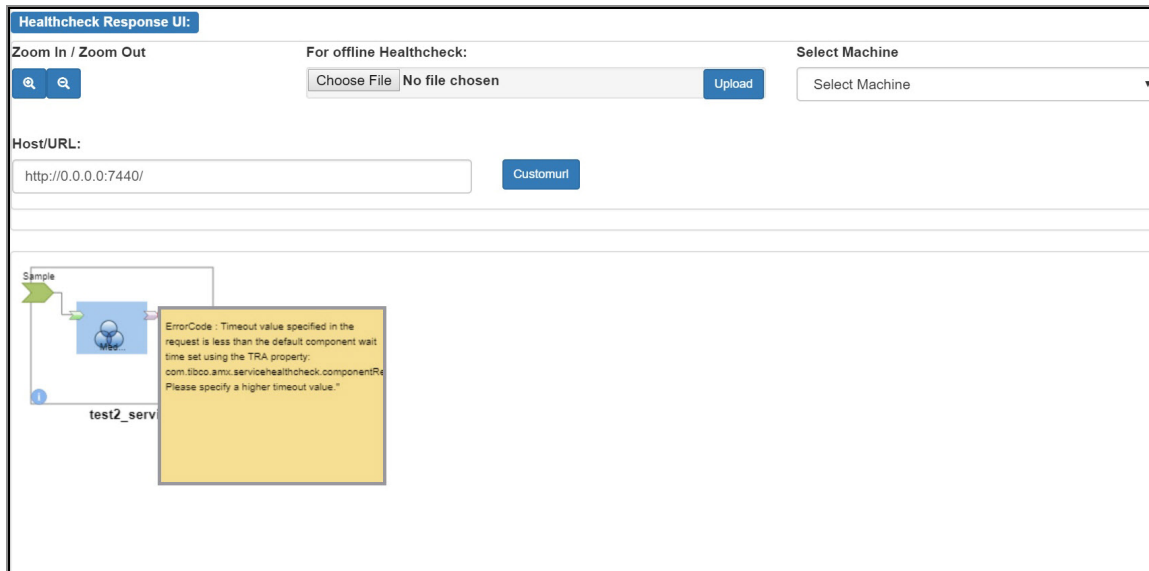 Healthcheck Response UI:
Zoom In / Zoom Out
For offline Healthcheck:
Select Machine
Choose File No file chosen
Upload
Select Machine
Host/URL:
http://0.0.0.0:7440/
Customurl
Sample
Med...
ErrorCode : Timeout value specified in the
request is less than the default component wait
time set using the TRA property:
com.tibco.amx.servicehealthcheck.componentRe
Please specify a higher timeout value."
test2_servi